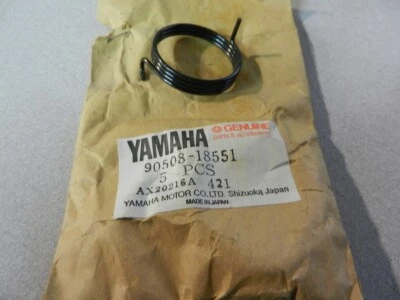 GENUINE
parts & accessories
YAMAHA
90508-18551
5 PCS
AX20216A 421
YAMAHA MOTOR CO., LTD. Shizuoka, Japan
MADE IN JAPAN